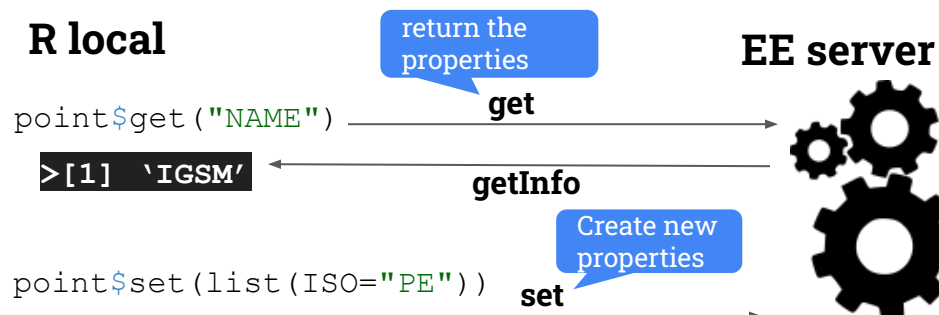 R local
return the
properties
EE server
point$get("NAME")
get
>[1] ‘IGSM’
getInfo
Create new
properties
point$set(list(ISO="PE"))
set